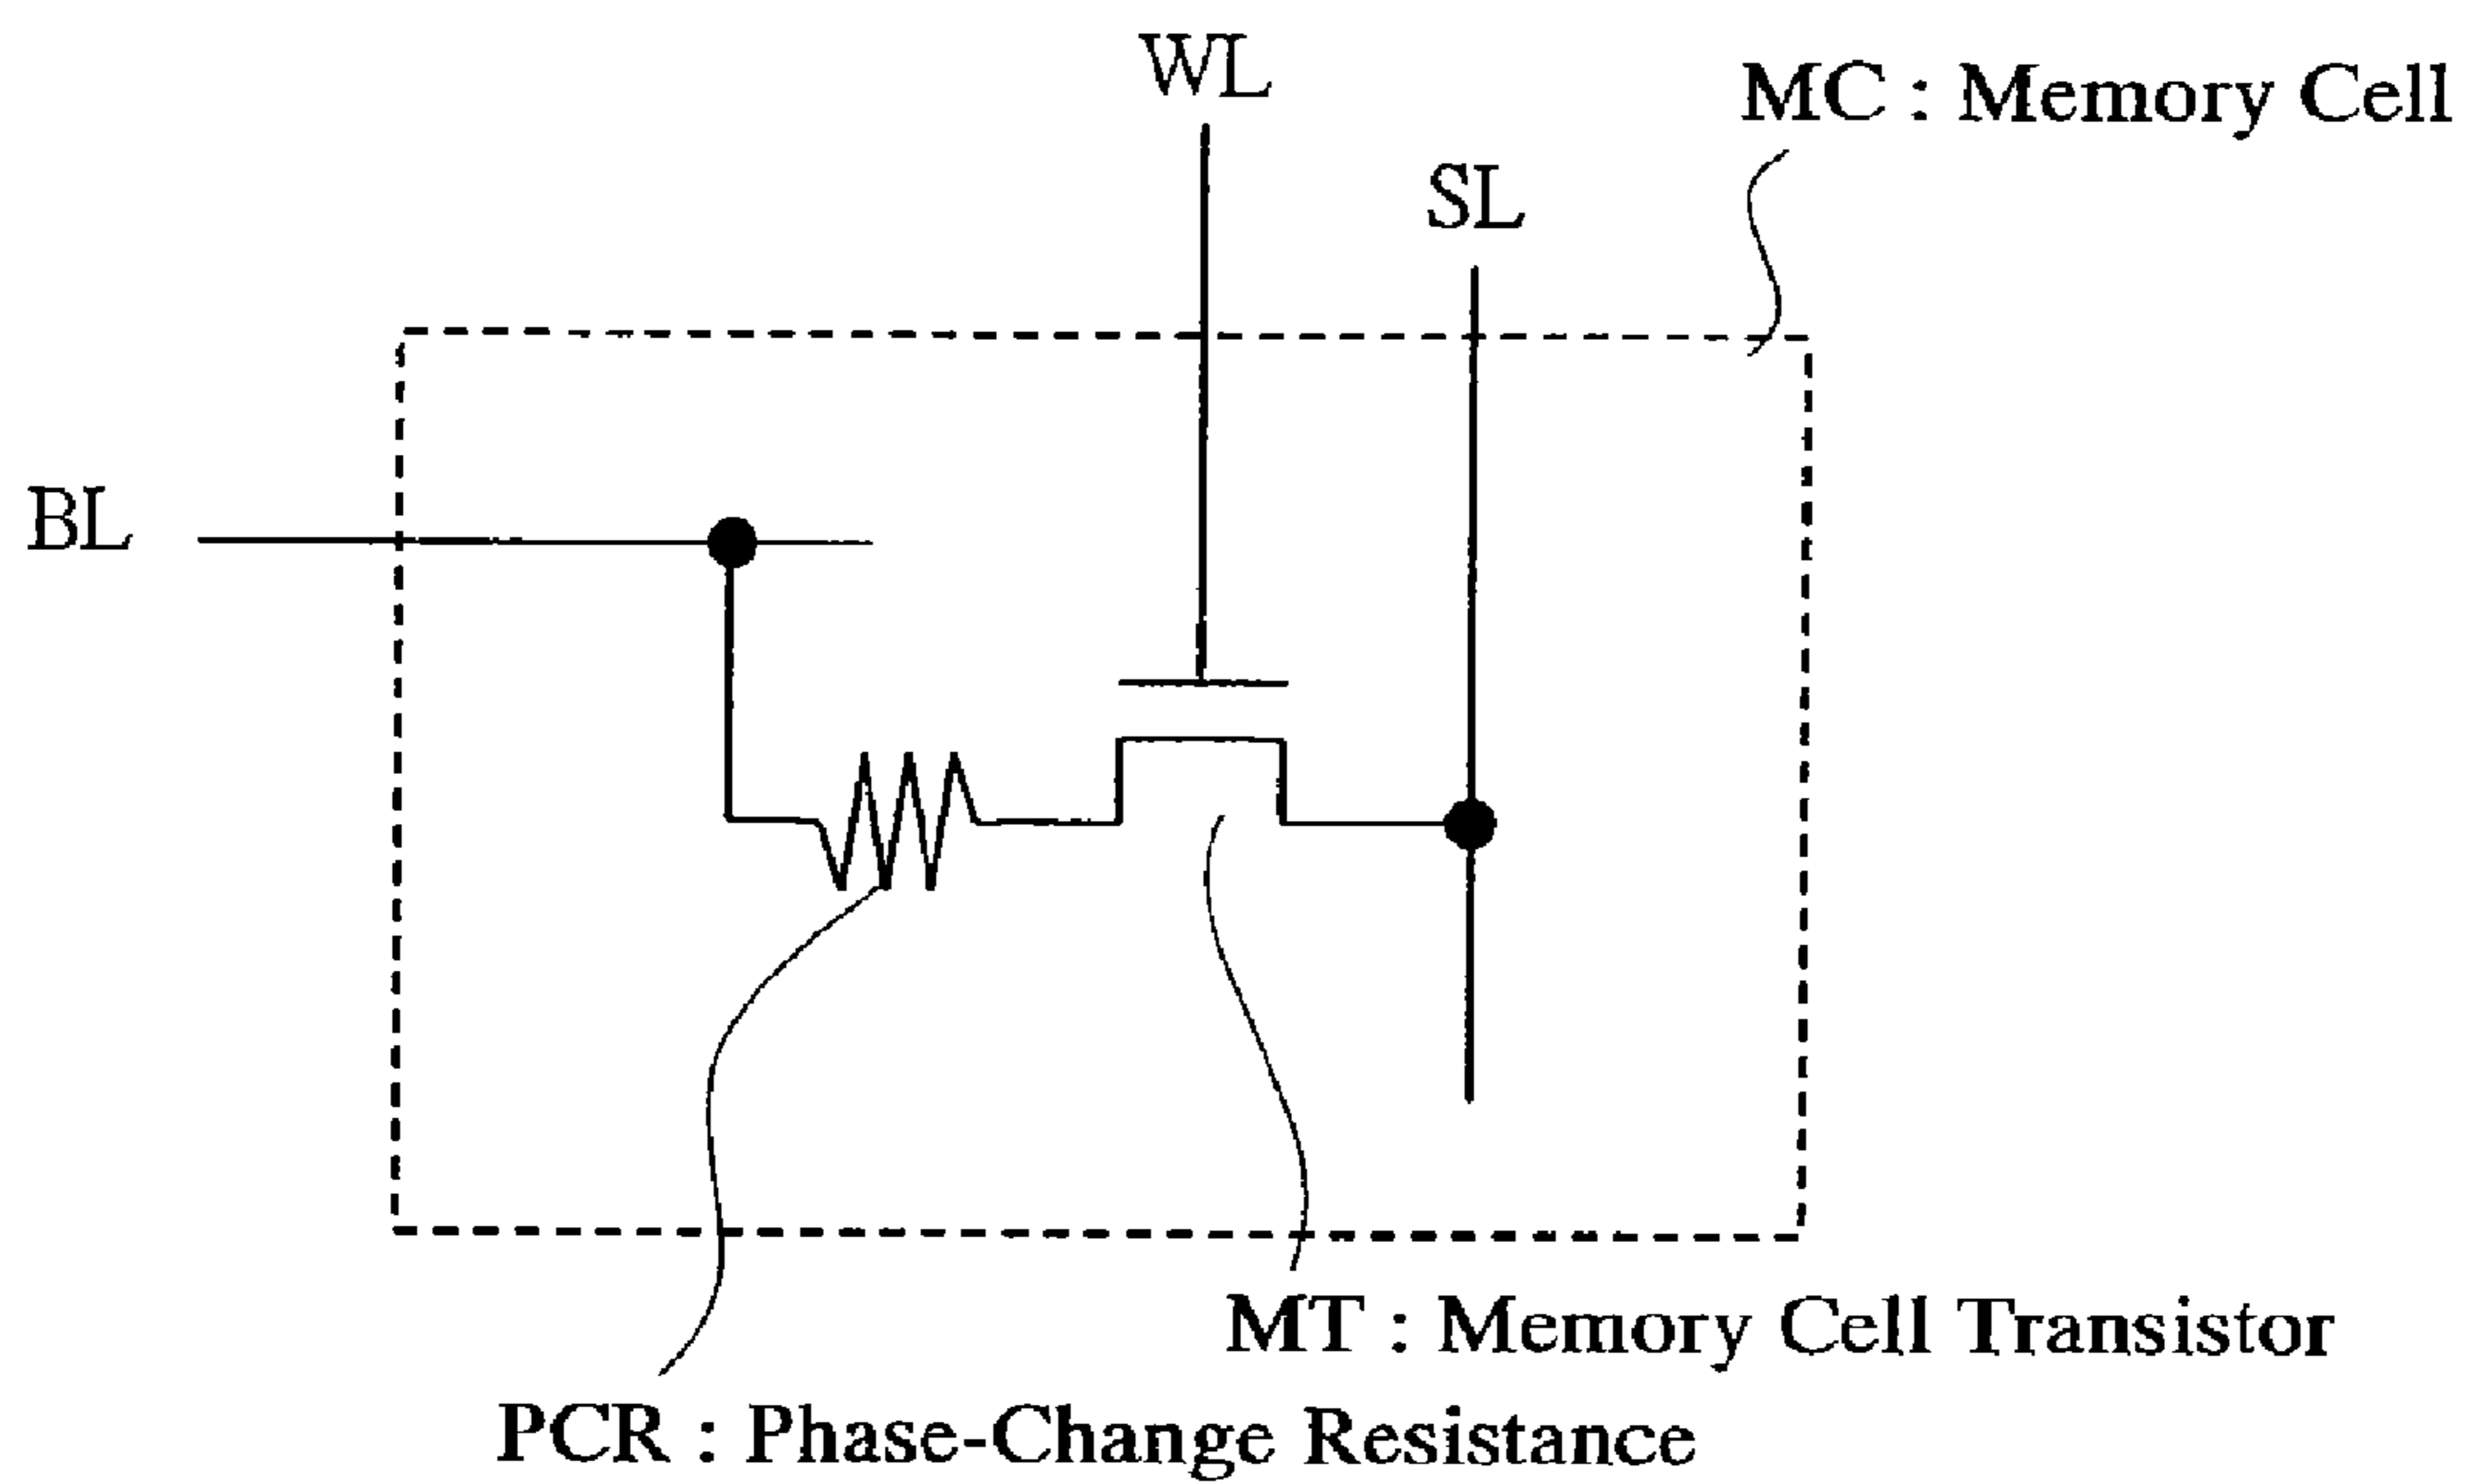 WL
MC : Memory Cell
SL
BL
MT : Memory Cell Transistor
PCR : Phase-Change Resistance